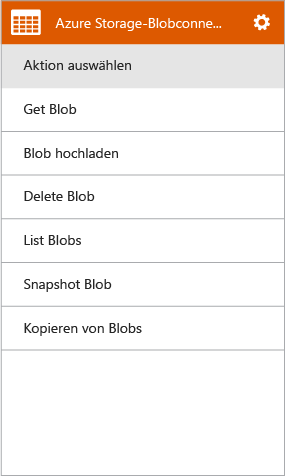 Azure Storage-Blobconne...
Aktion auswählen
Get Blob
Blob hochladen
Delete Blob
List Blobs
Snapshot Blob
Kopieren von Blobs